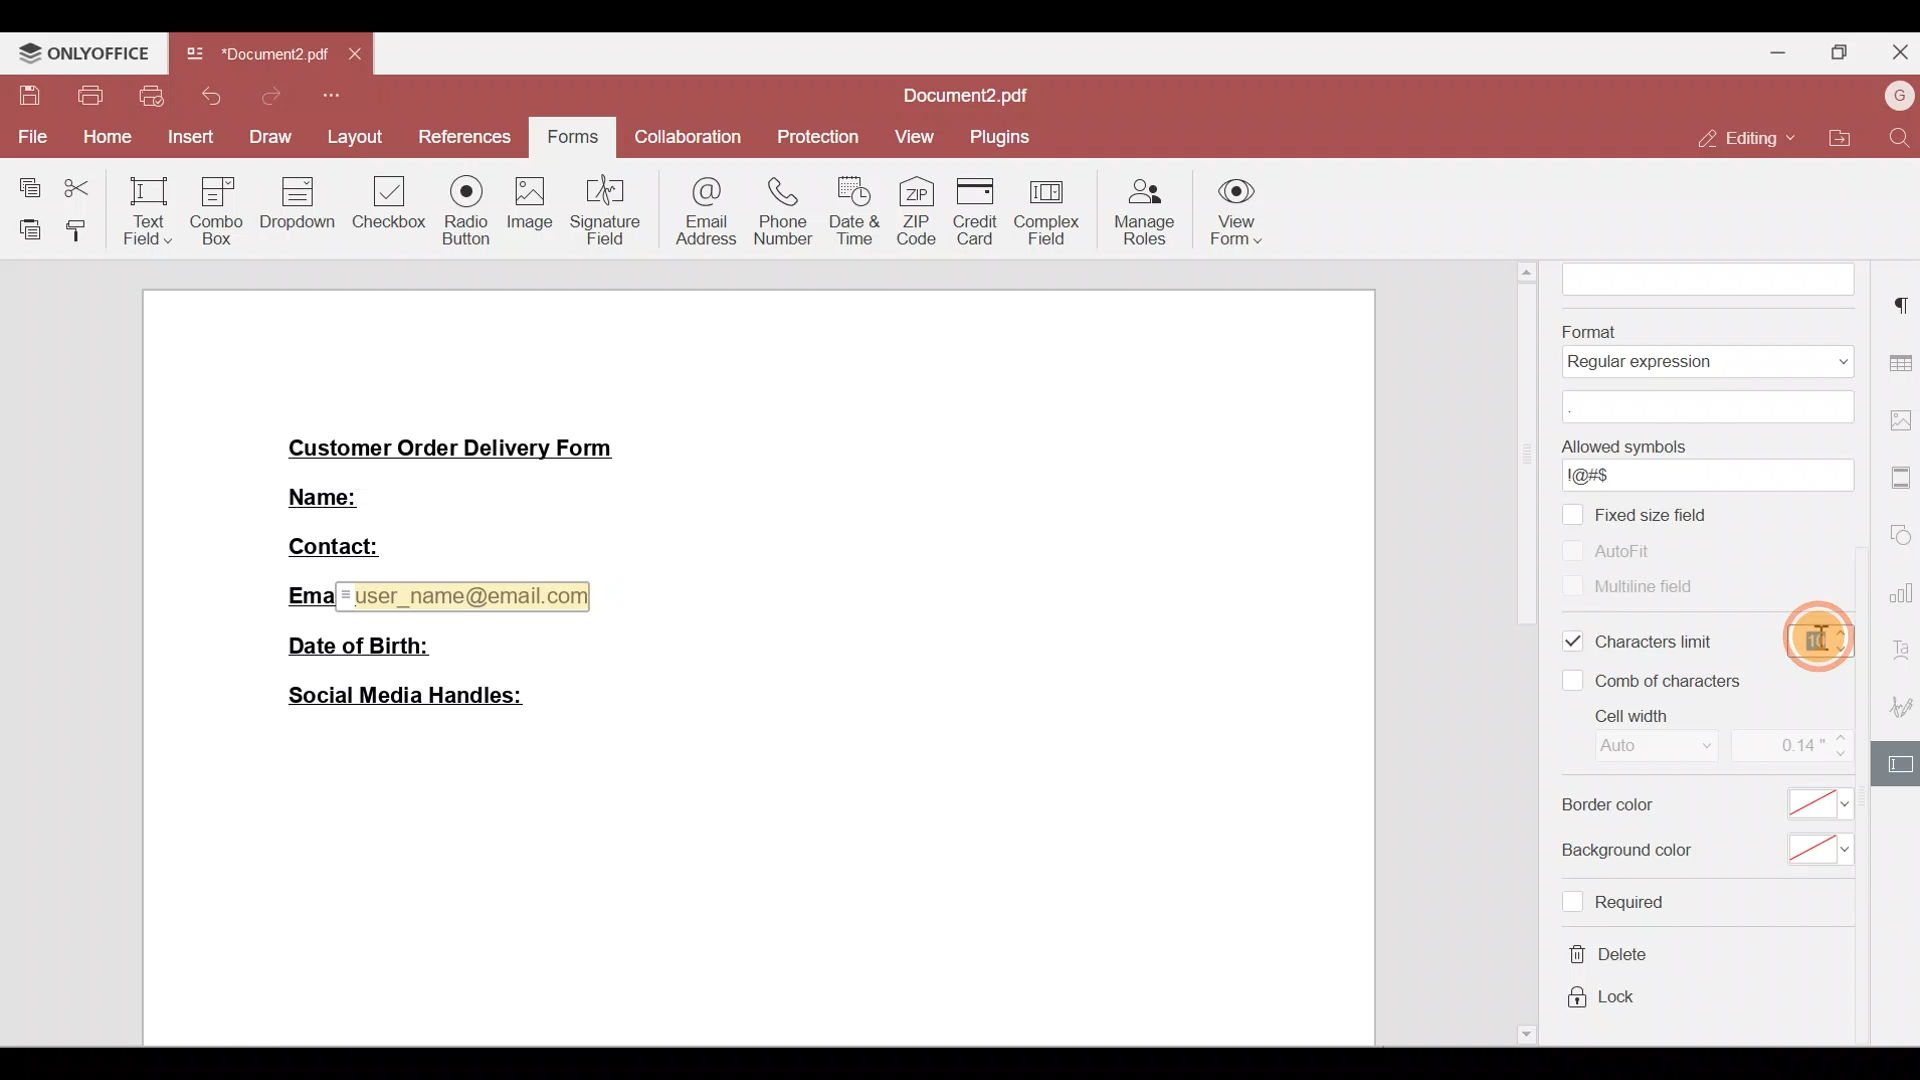 ONLYOFFICE
*Document2.pdf
Document2.pdf
G
File Home Insert Draw Layout References Forms Collaboration Protection View Plugins
Editing
Text Field
Combo Box
Dropdown
Checkbox
Radio Button
Image
Signature Field
Email Address
Phone Number
Date & Time
ZIP
ZIP Code
Credit Card
Complex Field
Manage Roles
View Form
Customer Order Delivery Form
Name:
Contact:
Ema user_name@email.com
Date of Birth:
Social Media Handles:
Format
Regular expression
.
Allowed symbols
!@#$
Fixed size field
AutoFit
Multiline field
Characters limit 10
Comb of characters
Cell width
Auto 0.14 "
Border color
Background color
Required
Delete
Lock